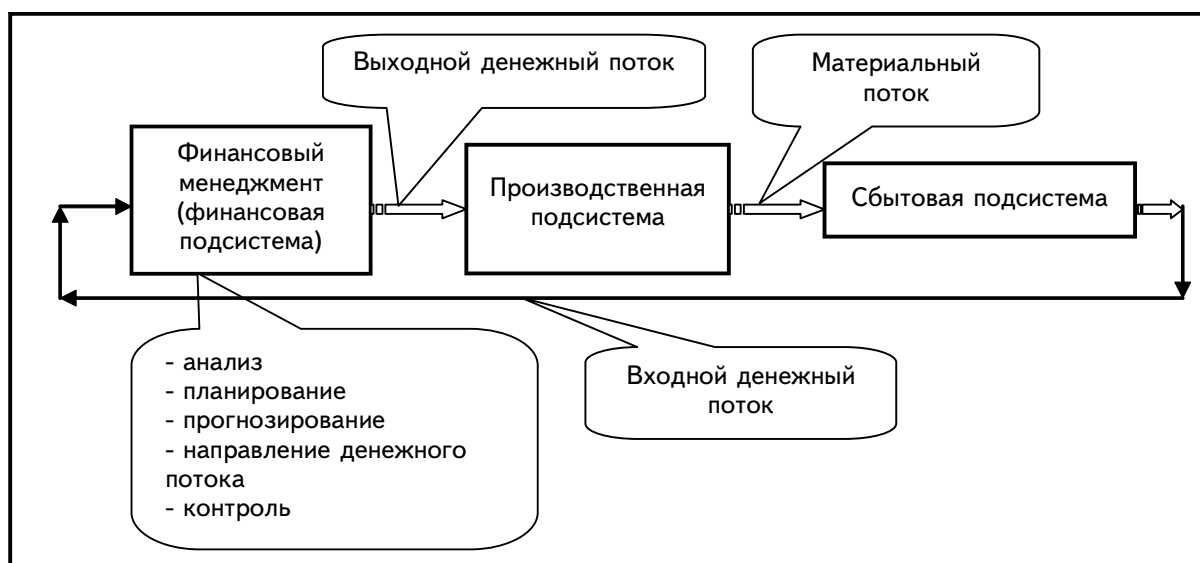 Выходной денежный поток
Материальный
поток
Финансовый
менеджмент
(финансовая
подсистема)
Производственная
подсистема
Сбытовая подсистема
- анализ
- планирование
- прогнозирование
- направление денежного
потока
- контроль
Входной денежный
поток